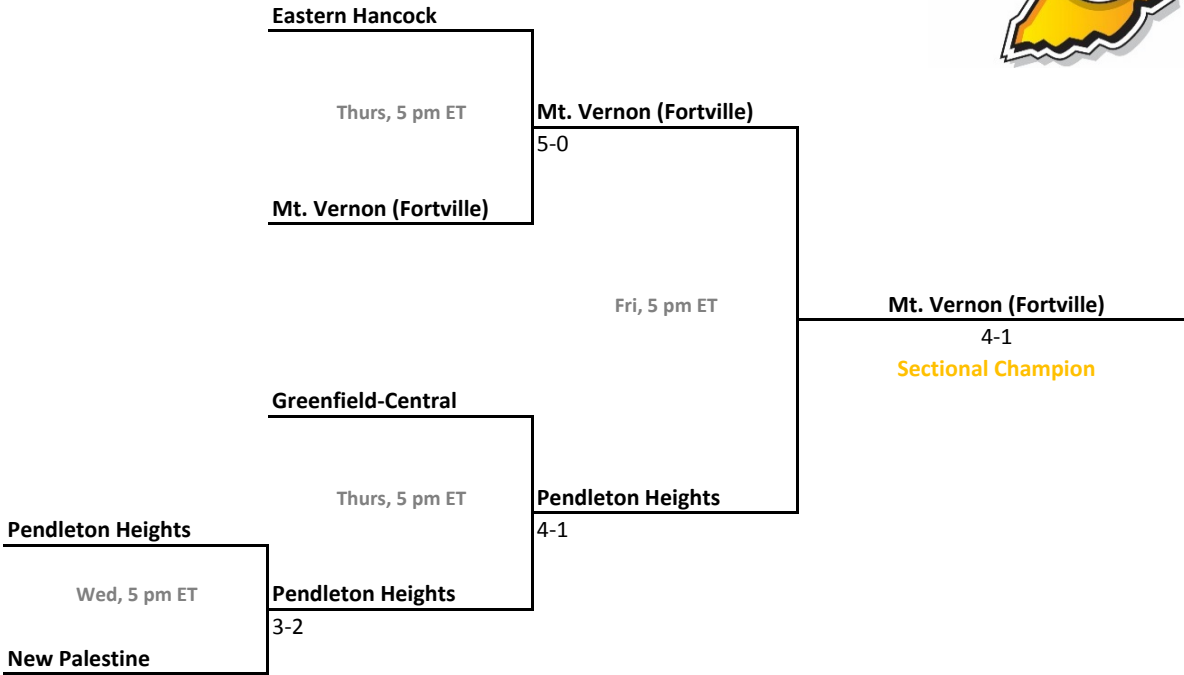 Eastern Hancock
Thurs, 5 pm ET
Mt. Vernon (Fortville)
5-0
Mt. Vernon (Fortville)
Fri, 5 pm ET
Mt. Vernon (Fortville)
4-1
Sectional Champion
Greenfield-Central
Thurs, 5 pm ET
Pendleton Heights
4-1
Pendleton Heights
Wed, 5 pm ET
Pendleton Heights
3-2
New Palestine